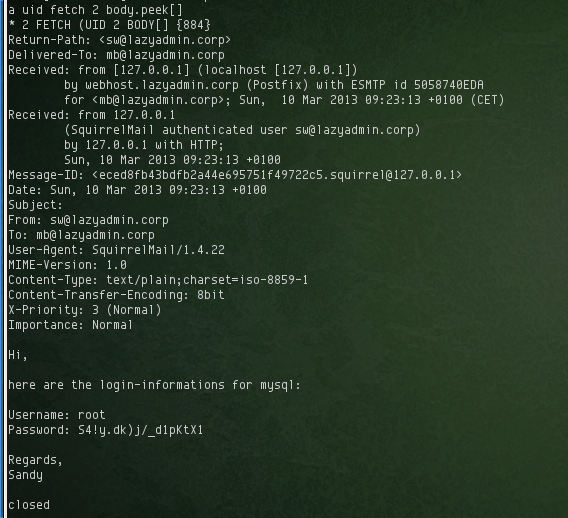 a uid fetch 2 body.peek[]
* 2 FETCH (UID 2 BODY[] {884}
Return-Path: <sw@lazyadmin.corp>
Delivered-To: mb@lazyadmin.corp
Received: from [127.0.0.1] (localhost [127.0.0.1])
        by webhost.lazyadmin.corp (Postfix) with ESMTP id 5058740EDA
        for <mb@lazyadmin.corp>; Sun,  10 Mar 2013 09:23:13 +0100 (CET)
Received: from 127.0.0.1
        (SquirrelMail authenticated user sw@lazyadmin.corp)
        by 127.0.0.1 with HTTP;
        Sun, 10 Mar 2013 09:23:13 +0100
Message-ID: <eced8fb43bdfb2a44e695751f49722c5.squirrel@127.0.0.1>
Date: Sun, 10 Mar 2013 09:23:13 +0100
Subject:
From: sw@lazyadmin.corp
To: mb@lazyadmin.corp
User-Agent: SquirrelMail/1.4.22
MIME-Version: 1.0
Content-Type: text/plain;charset=iso-8859-1
Content-Transfer-Encoding: 8bit
X-Priority: 3 (Normal)
Importance: Normal

Hi,

here are the login-informations for mysql:

Username: root
Password: S4!y.dk)j/_d1pKtX1

Regards,
Sandy

closed